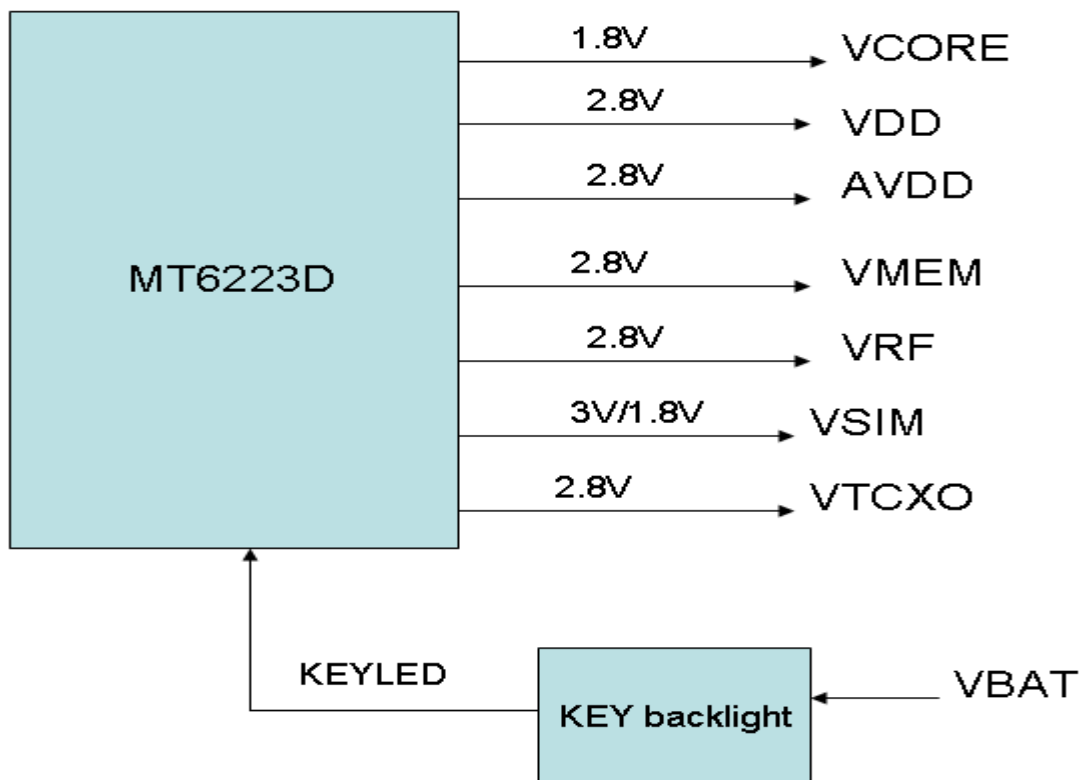 1.8V
VCORE
2.8V
VDD
2.8V
AVDD
MT6223D
2.8V
VMEM
2.8V
VRF
3V/1.8V
VSIM
2.8V
VTCXO
KEYLED
KEY backlight
VBAT